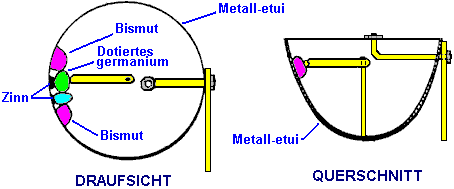 Metall-etui
Bismut
Dotiertes
germanium
Zinn
Bismut
Metall-etui
DRAUFSICHT
QUERSCHNITT